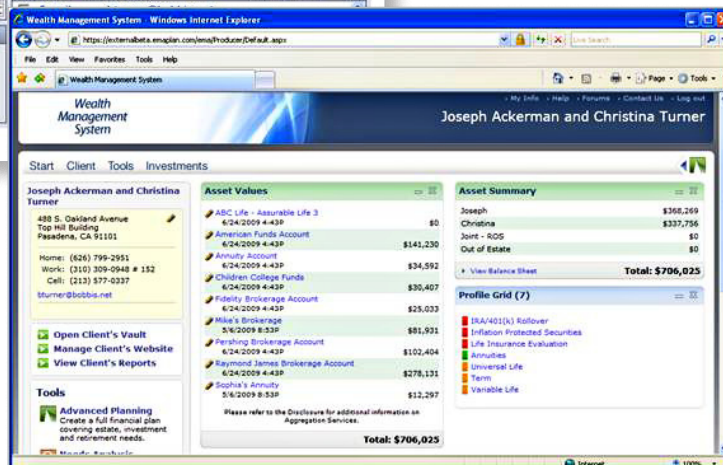 Wealth Management System - Windows Internet Explorer
https://externalbeta.emaplan.com/ema/Producer/Default.aspx
Live Search
File Edit View Favorites Tools Help
Wealth Management System
Page Tools
My Info Help Forums Contact Us Log out
Wealth
Management
System
Joseph Ackerman and Christina Turner
Start Client Tools Investments
Joseph Ackerman and Christina
Turner
488 S. Oakland Avenue
Top Hill Building
Pasadena, CA 91101
Home: (626) 799-2951
Work: (310) 309-0948 # 152
Cell: (213) 577-0337
bturner@bobbis.net
Open Client's Vault
Manage Client's Website
View Client's Reports
Tools
Advanced Planning
Create a full financial plan
covering estate, investment
and retirement needs.
Needs Analysis
Asset Values
ABC Life - Assurable Life 3
6/24/2009 4:43P $0
American Funds Account
6/24/2009 4:43P $141,230
Annuity Account
6/24/2009 4:43P $34,592
Children College Funds
6/24/2009 4:43P $30,407
Fidelity Brokerage Account
6/24/2009 4:43P $25,033
Mike's Brokerage
5/6/2009 8:53P $81,931
Pershing Brokerage Account
6/24/2009 4:43P $102,404
Raymond James Brokerage Account
6/24/2009 4:43P $278,131
Sophia's Annuity
5/6/2009 8:53P $12,297
Please refer to the Disclosure for additional information on
Aggregation Services.
Total: $706,025
Asset Summary
Joseph $368,269
Christina $337,756
Joint - ROS $0
Out of Estate $0
View Balance Sheet Total: $706,025
Profile Grid (7)
IRA/401(k) Rollover
Inflation Protected Securities
Life Insurance Evaluation
Annuities
Universal Life
Term
Variable Life
Internet 100%